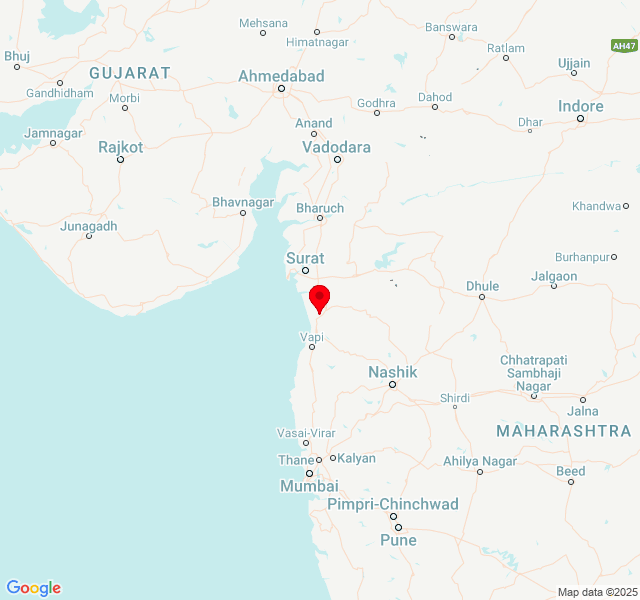 Mehsana
Himatnagar
Banswara
Ratlam
AH47
Bhuj
GUJARAT
Ahmedabad
Ujjain
Gandhidham
Morbi
Godhra
Dahod
Indore
Jamnagar
Anand
Dhar
Rajkot
Vadodara
Bhavnagar
Bharuch
Khandwa
Junagadh
Surat
Burhanpur
Jalgaon
Dhule
Vapi
Nashik
Chhatrapati
Sambhaji
Nagar
Shirdi
Jalna
Vasai-Virar
MAHARASHTRA
Thane
Kalyan
Ahilya Nagar
Beed
Mumbai
Pimpri-Chinchwad
Pune
Google
Map data ©2025